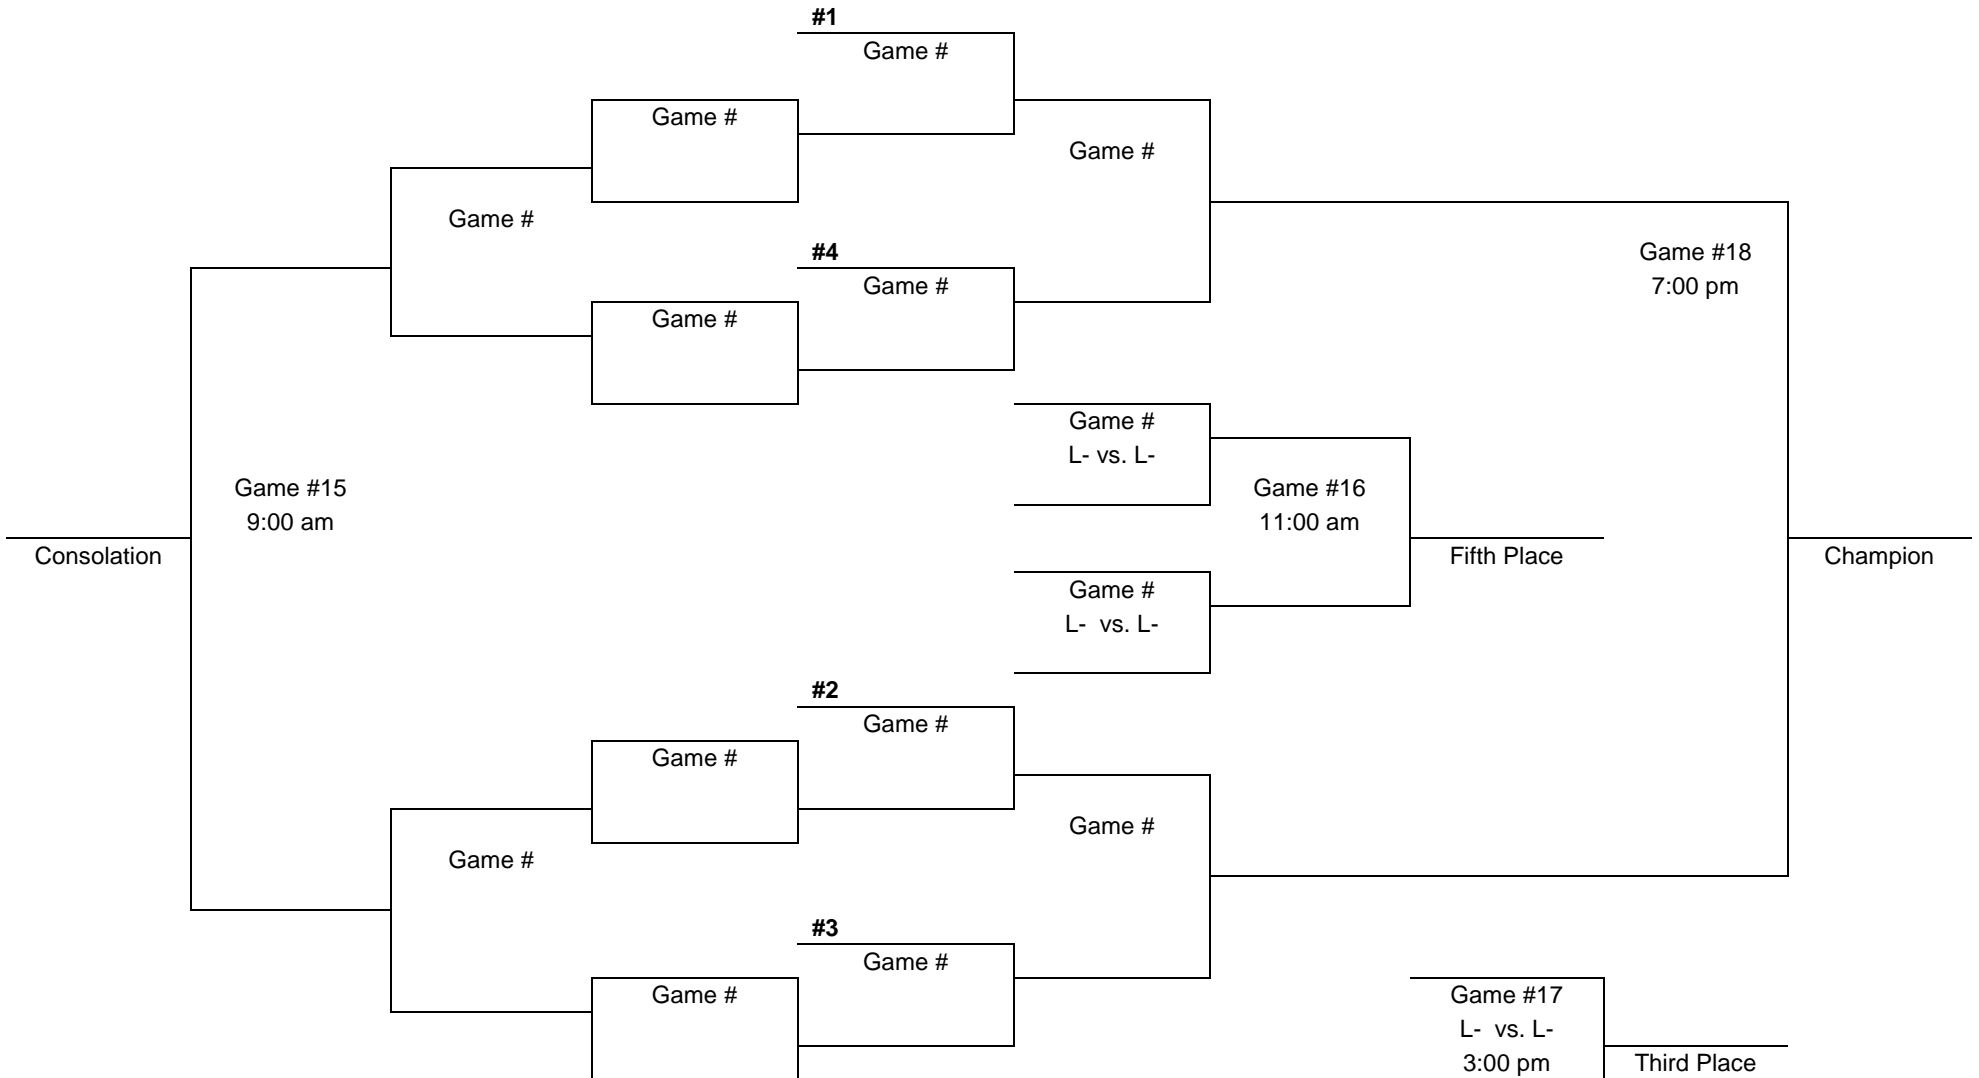 #1
Game #
Game #
Game #
Game #
#4
Game #18
Game #
7:00 pm
Game #
Game #
L- vs. L-
Game #15
Game #16
9:00 am
11:00 am
Consolation
Fifth Place
Champion
Game #
L-  vs. L-
#2
Game #
Game #
Game #
Game #
#3
Game #
Game #
Game #17
L-  vs. L-
3:00 pm
Third Place